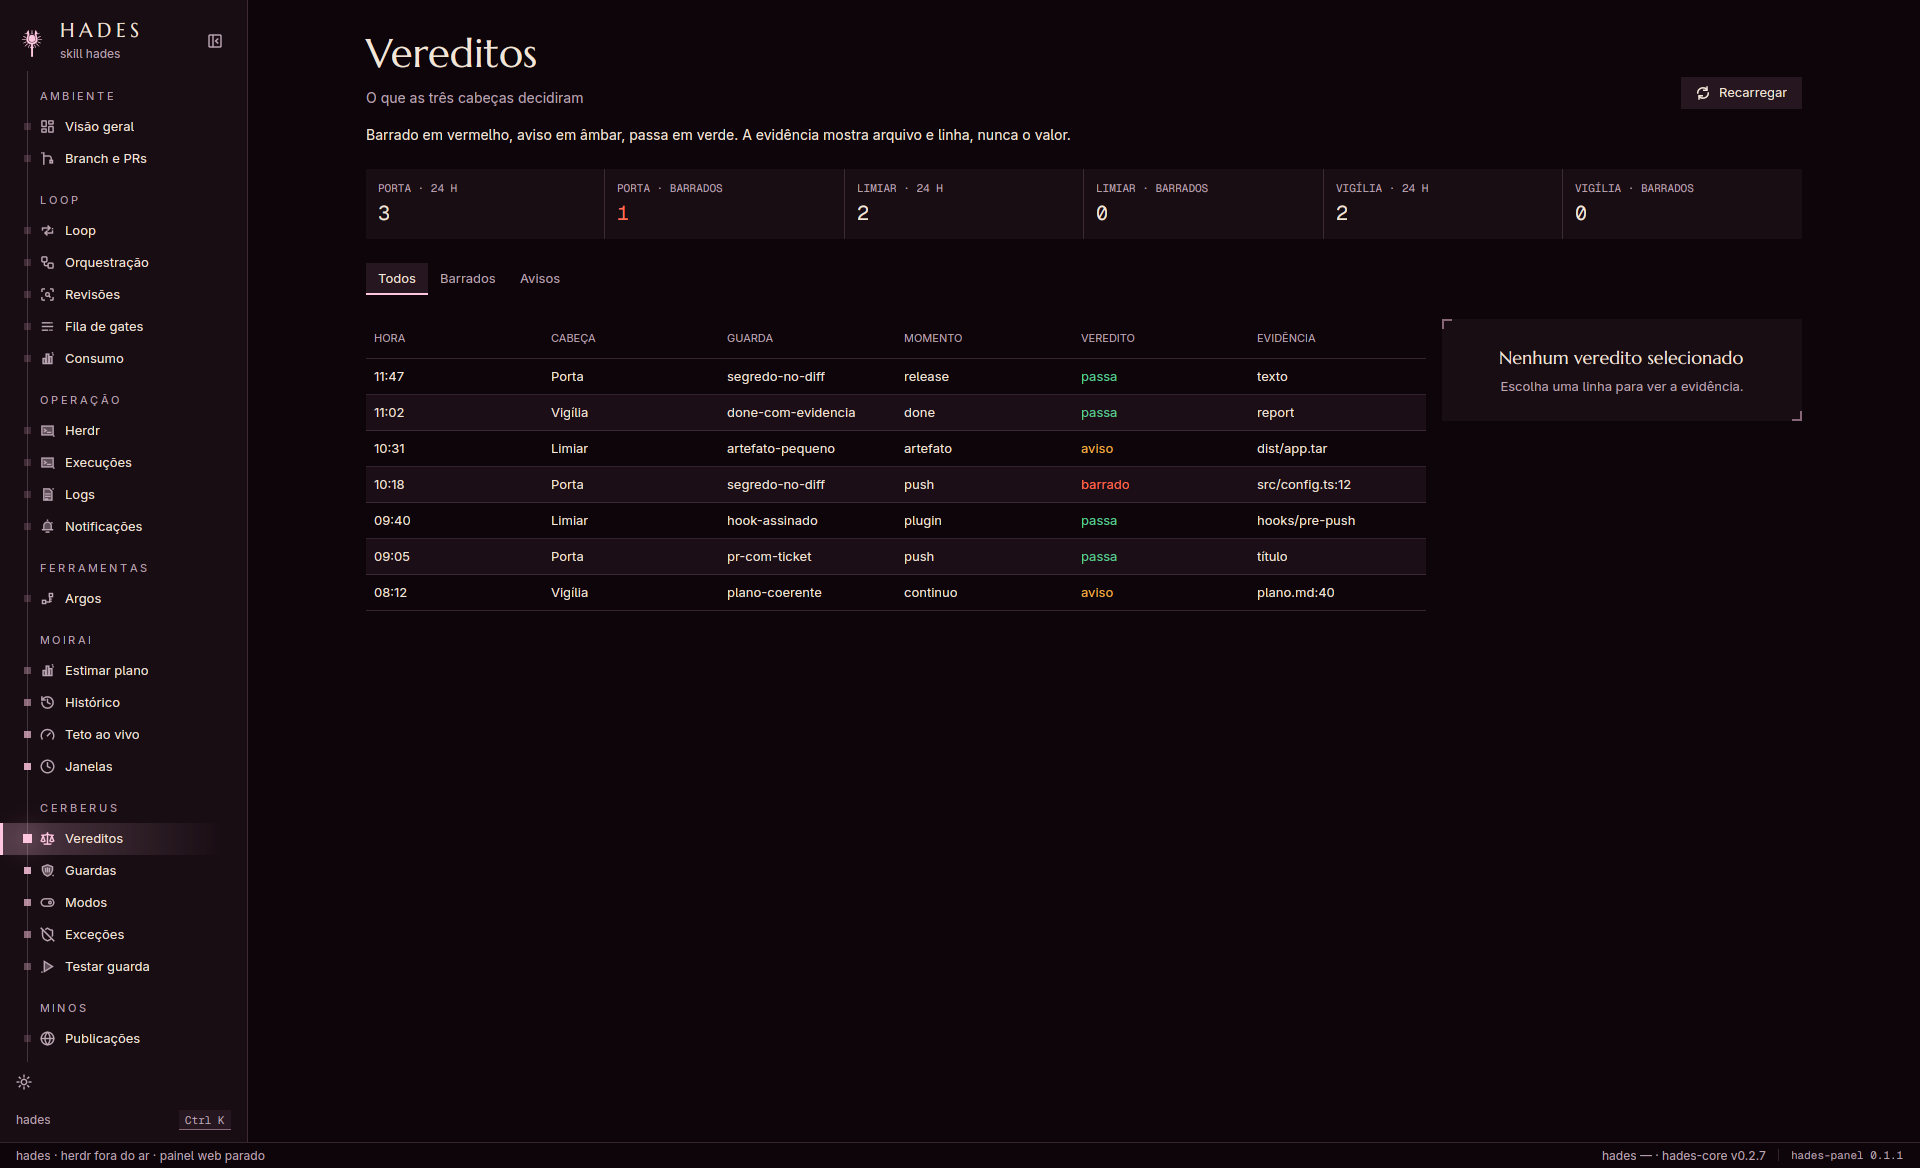 HADES
skill hades
AMBIENTE
Visão geral
Branch e PRs
LOOP
Loop
Orquestração
Revisões
Fila de gates
Consumo
OPERAÇÃO
Herdr
Execuções
Logs
Notificações
FERRAMENTAS
Argos
MOIRAI
Estimar plano
Histórico
Teto ao vivo
Janelas
CERBERUS
Vereditos
Guardas
Modos
Exceções
Testar guarda
MINOS
Publicações
hades
Ctrl K
Vereditos
O que as três cabeças decidiram
Recarregar
Barrado em vermelho, aviso em âmbar, passa em verde. A evidência mostra arquivo e linha, nunca o valor.
PORTA · 24 H
3
PORTA · BARRADOS
1
LIMIAR · 24 H
2
LIMIAR · BARRADOS
0
VIGÍLIA · 24 H
2
VIGÍLIA · BARRADOS
0
Todos Barrados Avisos
HORA CABEÇA GUARDA MOMENTO VEREDITO EVIDÊNCIA
11:47 Porta segredo-no-diff release passa texto
11:02 Vigília done-com-evidencia done passa report
10:31 Limiar artefato-pequeno artefato aviso dist/app.tar
10:18 Porta segredo-no-diff push barrado src/config.ts:12
09:40 Limiar hook-assinado plugin passa hooks/pre-push
09:05 Porta pr-com-ticket push passa título
08:12 Vigília plano-coerente continuo aviso plano.md:40
Nenhum veredito selecionado
Escolha uma linha para ver a evidência.
hades · herdr fora do ar · painel web parado
hades — · hades-core v0.2.7
hades-panel 0.1.1